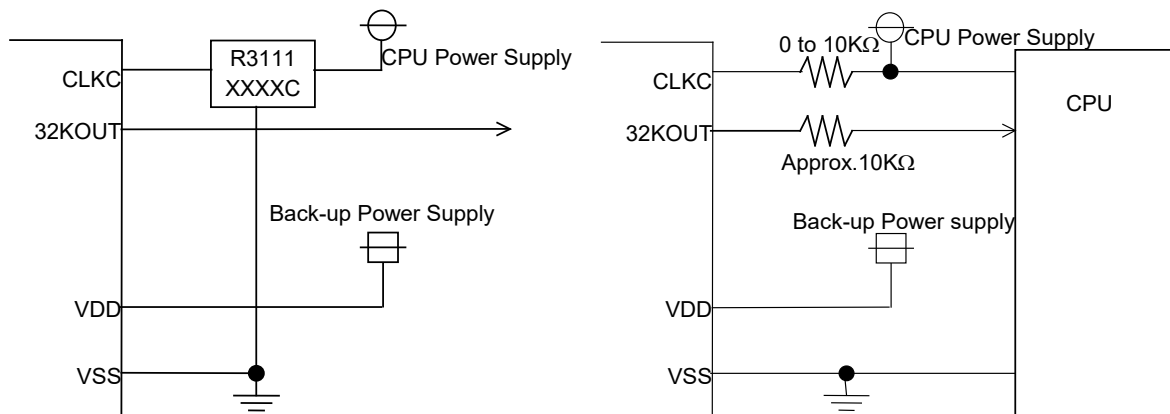 R3111
XXXXC
CPU Power Supply
CLKC
32KOUT
Back-up Power Supply
VDD
VSS
0 to 10KΩ
CPU Power Supply
CLKC
CPU
32KOUT
Approx.10KΩ
Back-up Power supply
VDD
VSS